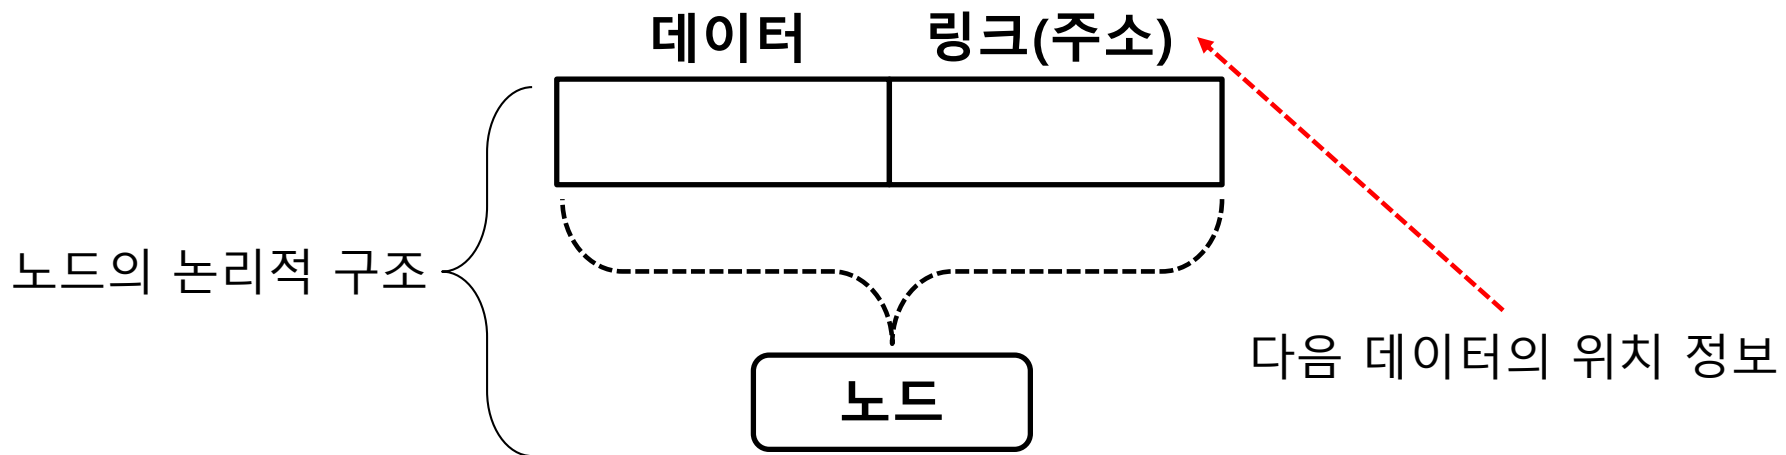 데이터
링크(주소)
노드의 논리적 구조
다음 데이터의 위치 정보
노드